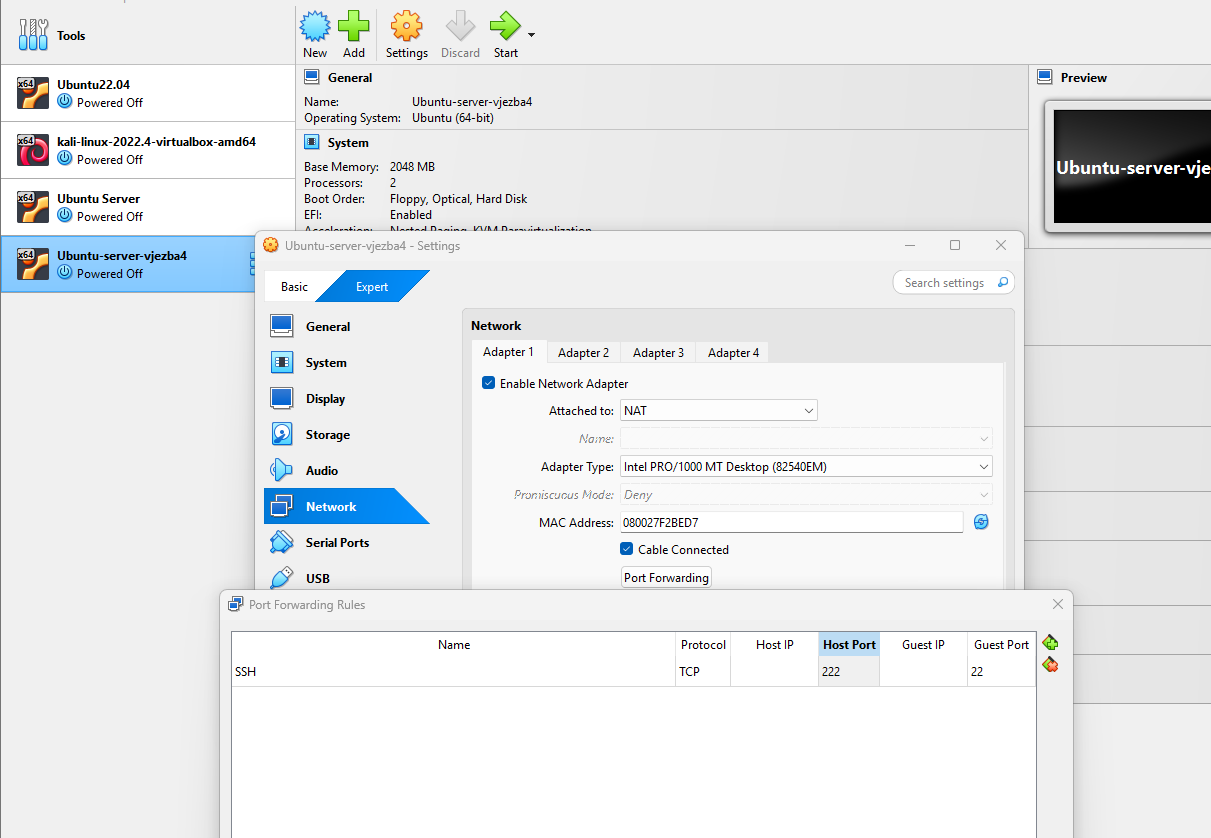 Tools
New
Add
Settings
Discard
Start
x64
Ubuntu22.04
Powered Off
x64
kali-linux-2022.4-virtualbox-amd64
Powered Off
x64
Ubuntu Server
Powered Off
x64
Ubuntu-server-vjezba4
Powered Off
General
Name: Ubuntu-server-vjezba4
Operating System: Ubuntu (64-bit)
System
Base Memory: 2048 MB
Processors: 2
Boot Order: Floppy, Optical, Hard Disk
EFI: Enabled
Acceleration: Nested Paging, KVM Paravirtualization
Preview
Ubuntu-server-vje
Ubuntu-server-vjezba4 - Settings
Basic
Expert
Search settings
General
System
Display
Storage
Audio
Network
Serial Ports
USB
Network
Adapter 1
Adapter 2
Adapter 3
Adapter 4
Enable Network Adapter
Attached to: NAT
Name:
Adapter Type: Intel PRO/1000 MT Desktop (82540EM)
Promiscuous Mode: Deny
MAC Address: 080027F2BED7
Cable Connected
Port Forwarding
Port Forwarding Rules
Name Protocol Host IP Host Port Guest IP Guest Port
SSH TCP 222 22